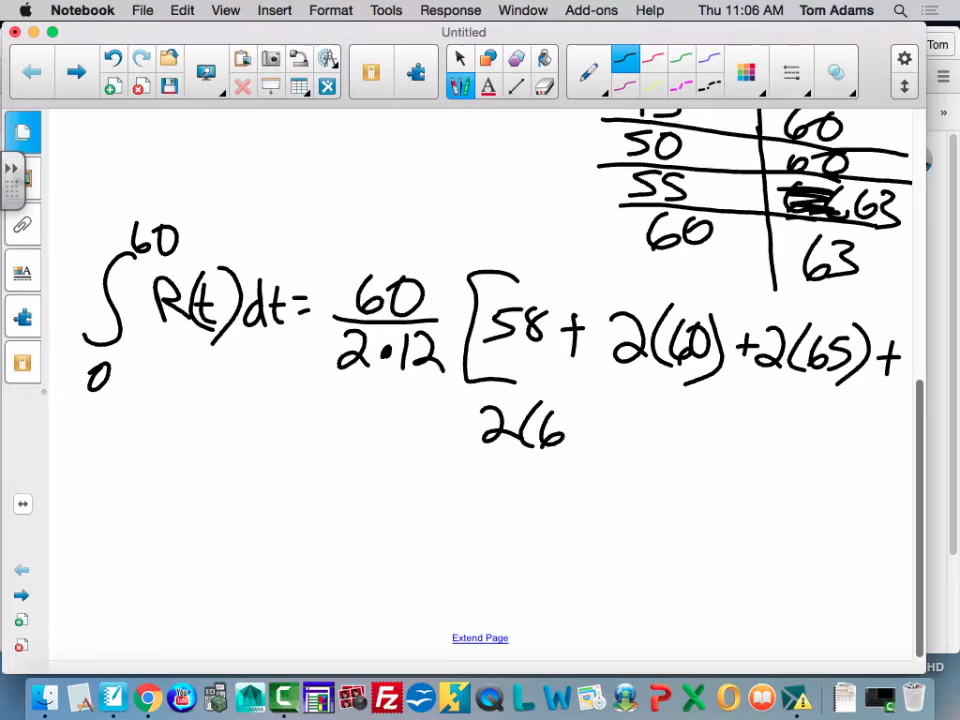 Notebook File Edit View Insert Format Tools Response Window Add-ons Help Thu 11:06 AM Tom Adams
Untitled
Tom
60
50 60
55 63
60 63
∫₀⁶⁰ R(t)dt = 60/(2•12) [58 + 2(60) + 2(65) +
2(6
Extend Page
HD